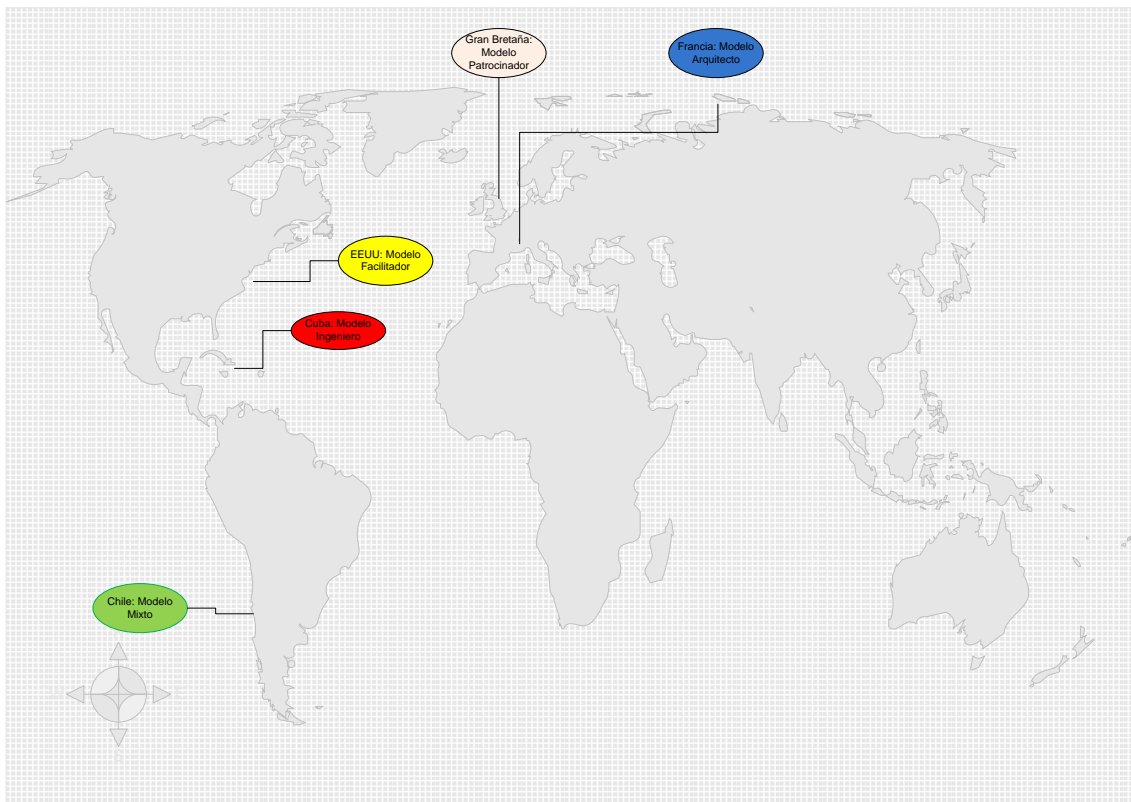 Gran Bretaña:
Modelo
Patrocinador
Francia: Modelo
Arquitecto
EEUU: Modelo
Facilitador
Cuba: Modelo
Ingeniero
Chile: Modelo
Mixto
S